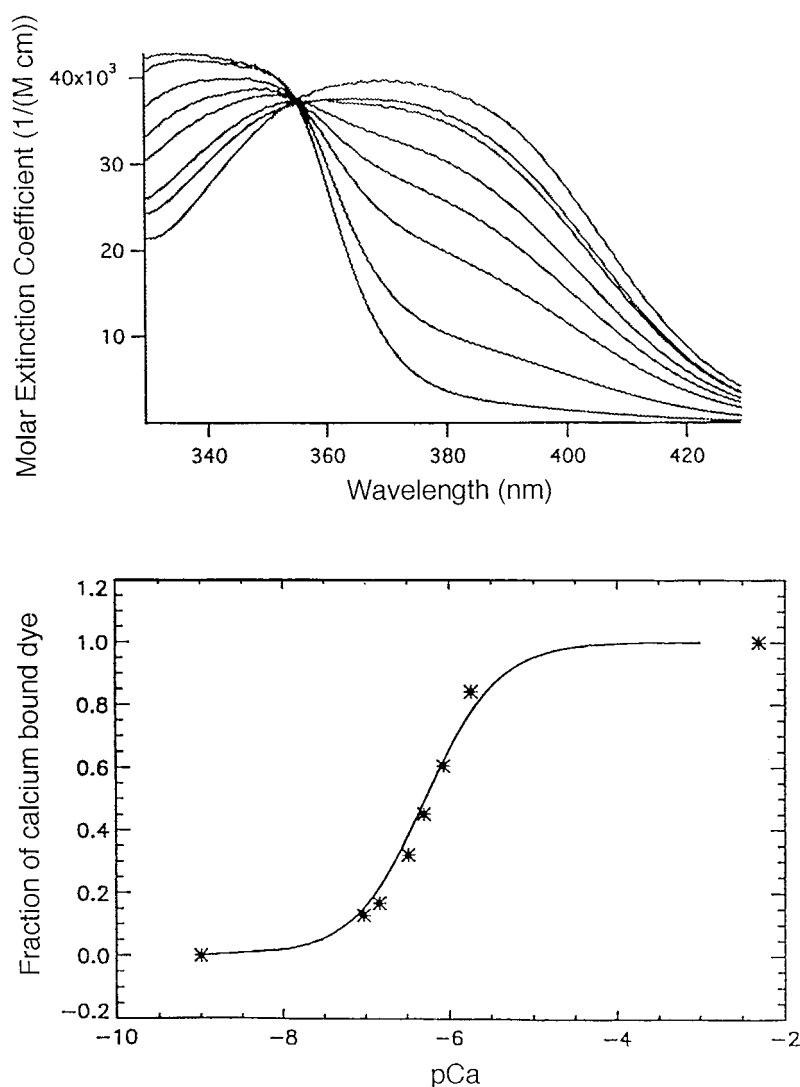 Molar Extinction Coefficient (1/(M cm))
40x10³
30
20
10
340 360 380 400 420
Wavelength (nm)
Fraction of calcium bound dye
1.2
1.0
0.8
0.6
0.4
0.2
0.0
−0.2
−10 −8 −6 −4 −2
pCa